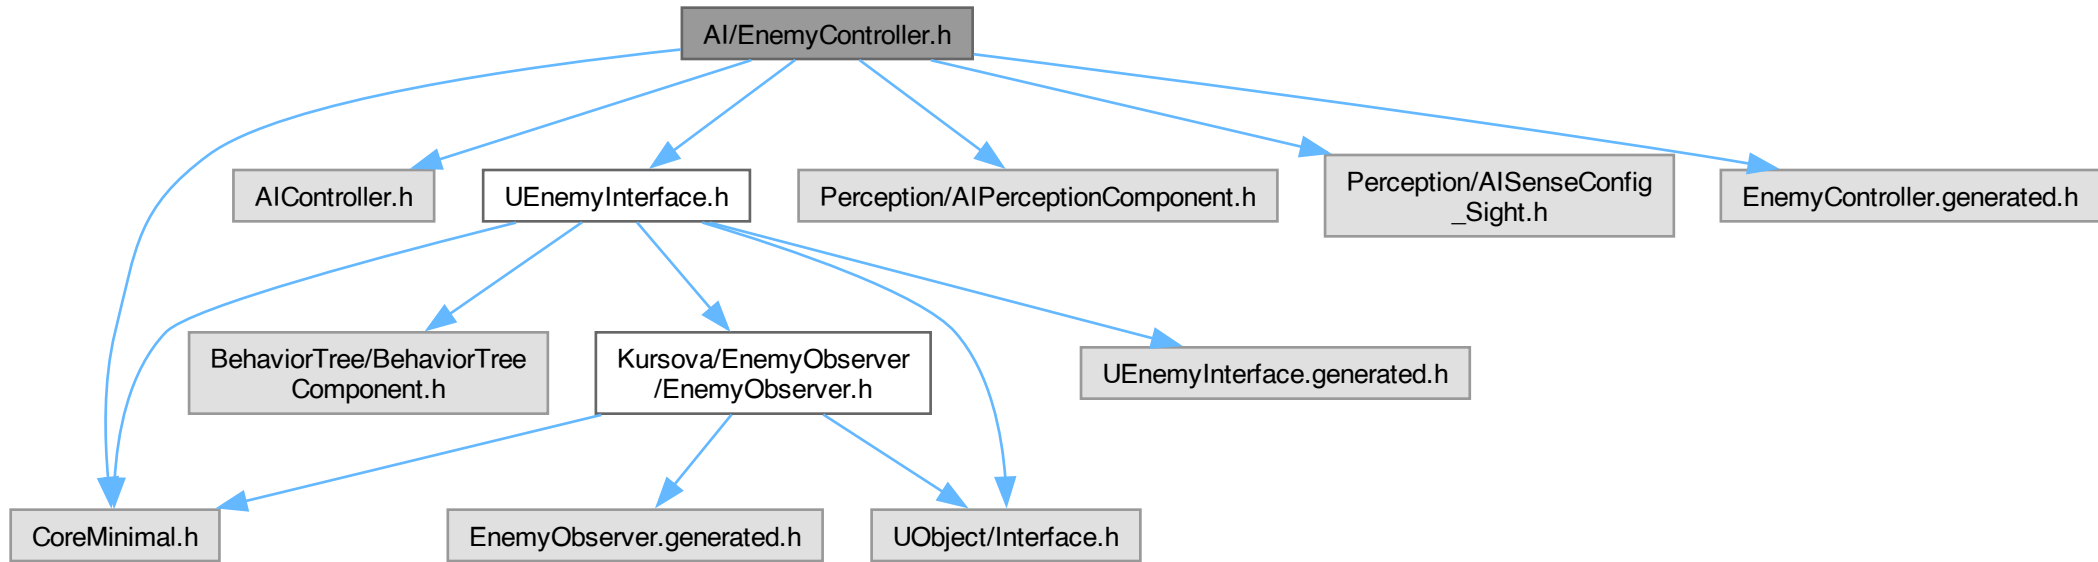 AI/EnemyController.h
AIController.h
UEnemyInterface.h
Perception/AIPerceptionComponent.h
Perception/AISenseConfig
_Sight.h
EnemyController.generated.h
BehaviorTree/BehaviorTree
Component.h
Kursova/EnemyObserver
/EnemyObserver.h
UEnemyInterface.generated.h
CoreMinimal.h
EnemyObserver.generated.h
UObject/Interface.h